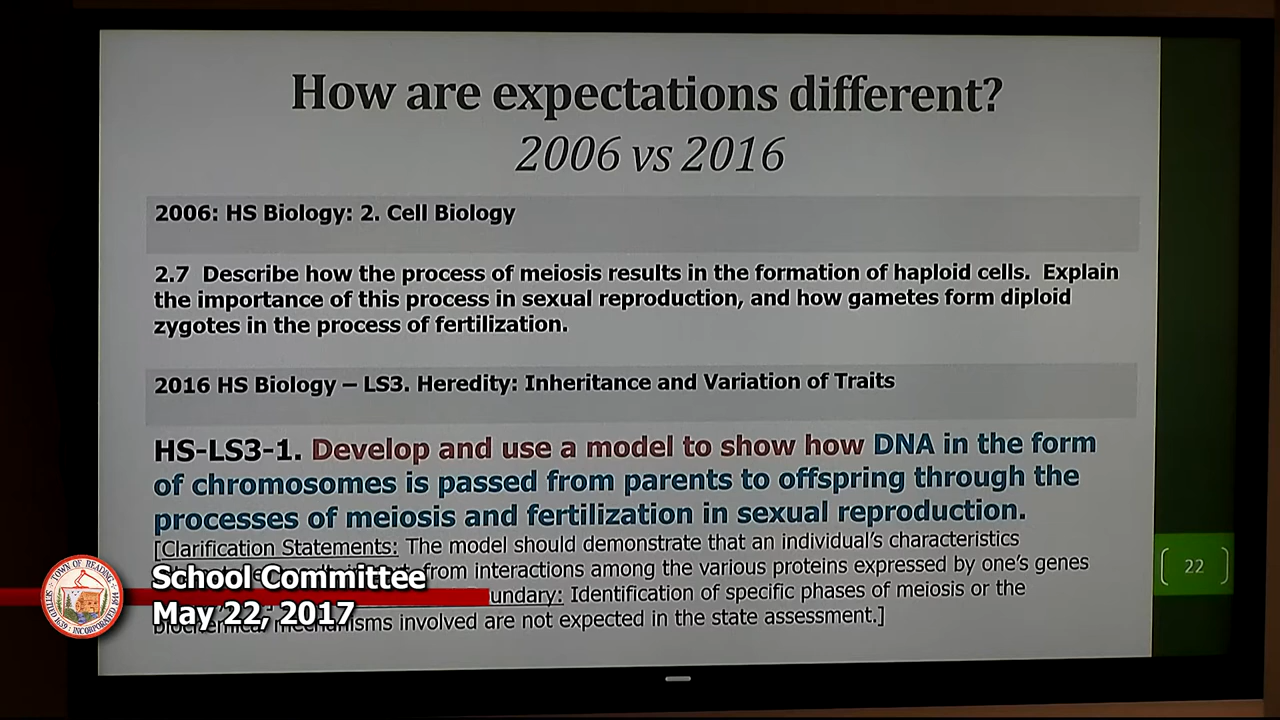 How are expectations different?
2006 vs 2016
2006: HS Biology: 2. Cell Biology
2.7 Describe how the process of meiosis results in the formation of haploid cells. Explain
the importance of this process in sexual reproduction, and how gametes form diploid
zygotes in the process of fertilization.
2016 HS Biology – LS3. Heredity: Inheritance and Variation of Traits
HS-LS3-1. Develop and use a model to show how DNA in the form
of chromosomes is passed from parents to offspring through the
processes of meiosis and fertilization in sexual reproduction.
[Clarification Statements: The model should demonstrate that an individual's characteristics
from interactions among the various proteins expressed by one's genes
undary: Identification of specific phases of meiosis or the
mechanisms involved are not expected in the state assessment.]
22
TOWN OF READING
SETTLED 1639 INCORPORATED 1644
School Committee
May 22, 2017